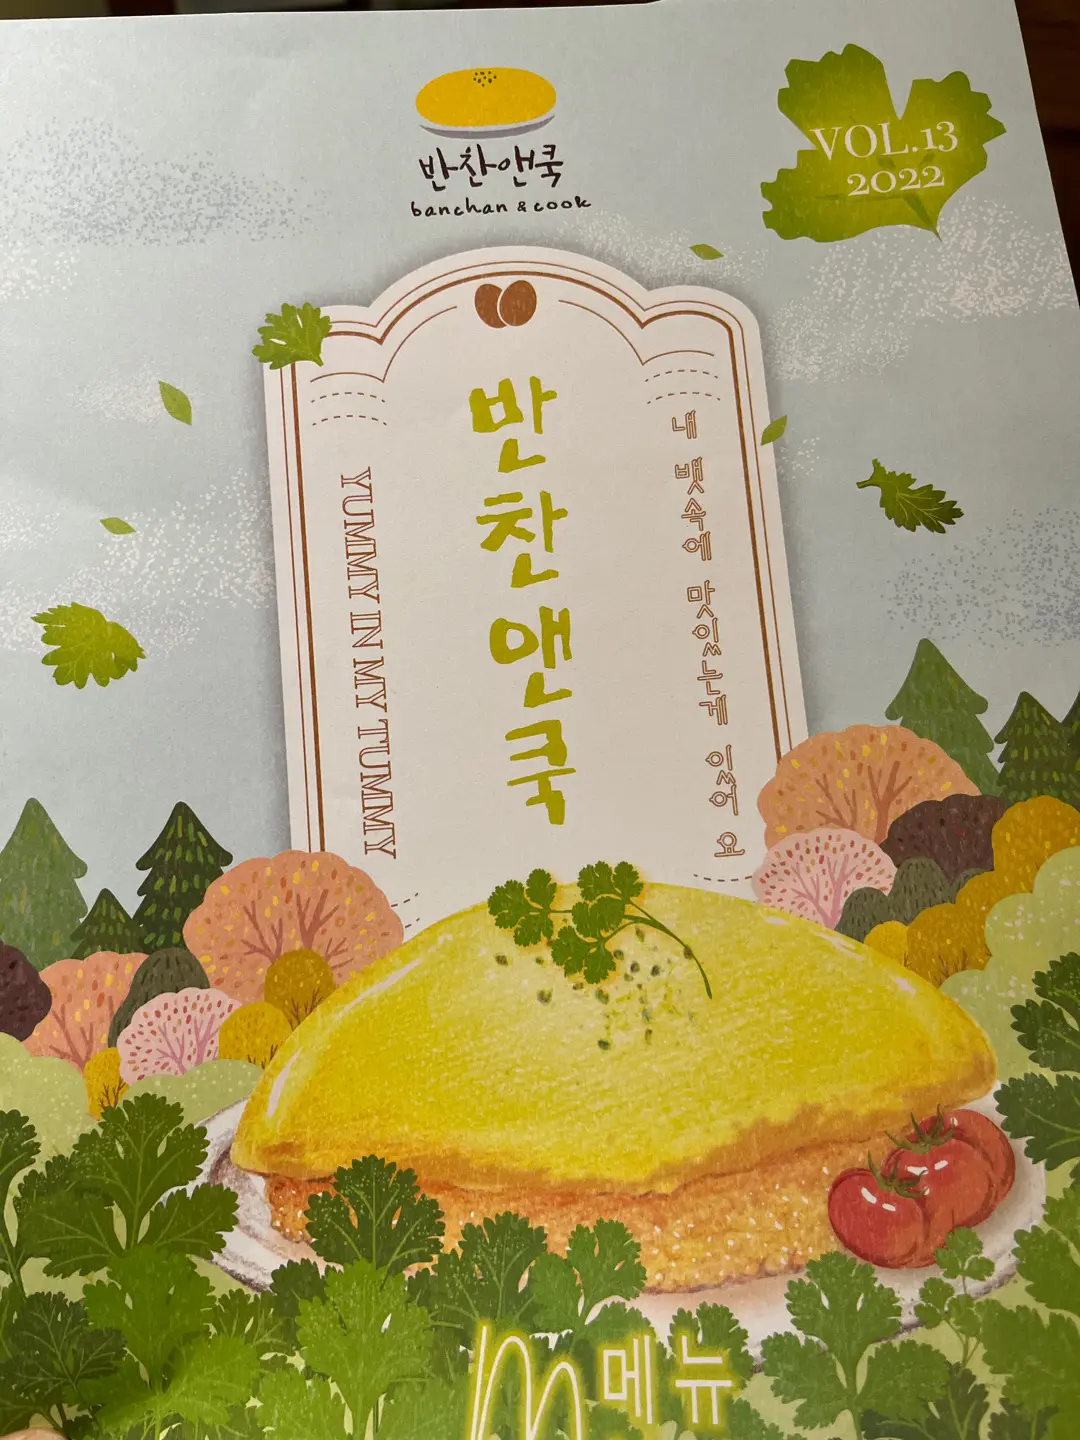 반찬앤쿡
banchan & cook
VOL.13
2022
반찬앤쿡
내 뱃속에 맛있는게 있어요
YUMMY IN MY TUMMY
메뉴